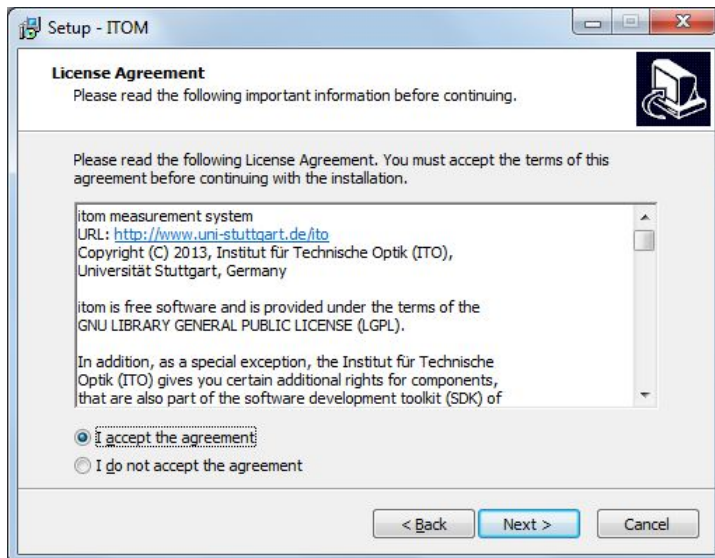 Setup - ITOM
License Agreement
Please read the following important information before continuing.
Please read the following License Agreement. You must accept the terms of this
agreement before continuing with the installation.
itom measurement system
URL: http://www.uni-stuttgart.de/ito
Copyright (C) 2013, Institut für Technische Optik (ITO),
Universität Stuttgart, Germany
itom is free software and is provided under the terms of the
GNU LIBRARY GENERAL PUBLIC LICENSE (LGPL).
In addition, as a special exception, the Institut für Technische
Optik (ITO) gives you certain additional rights for components,
that are also part of the software development toolkit (SDK) of
I accept the agreement
I do not accept the agreement
< Back
Next >
Cancel